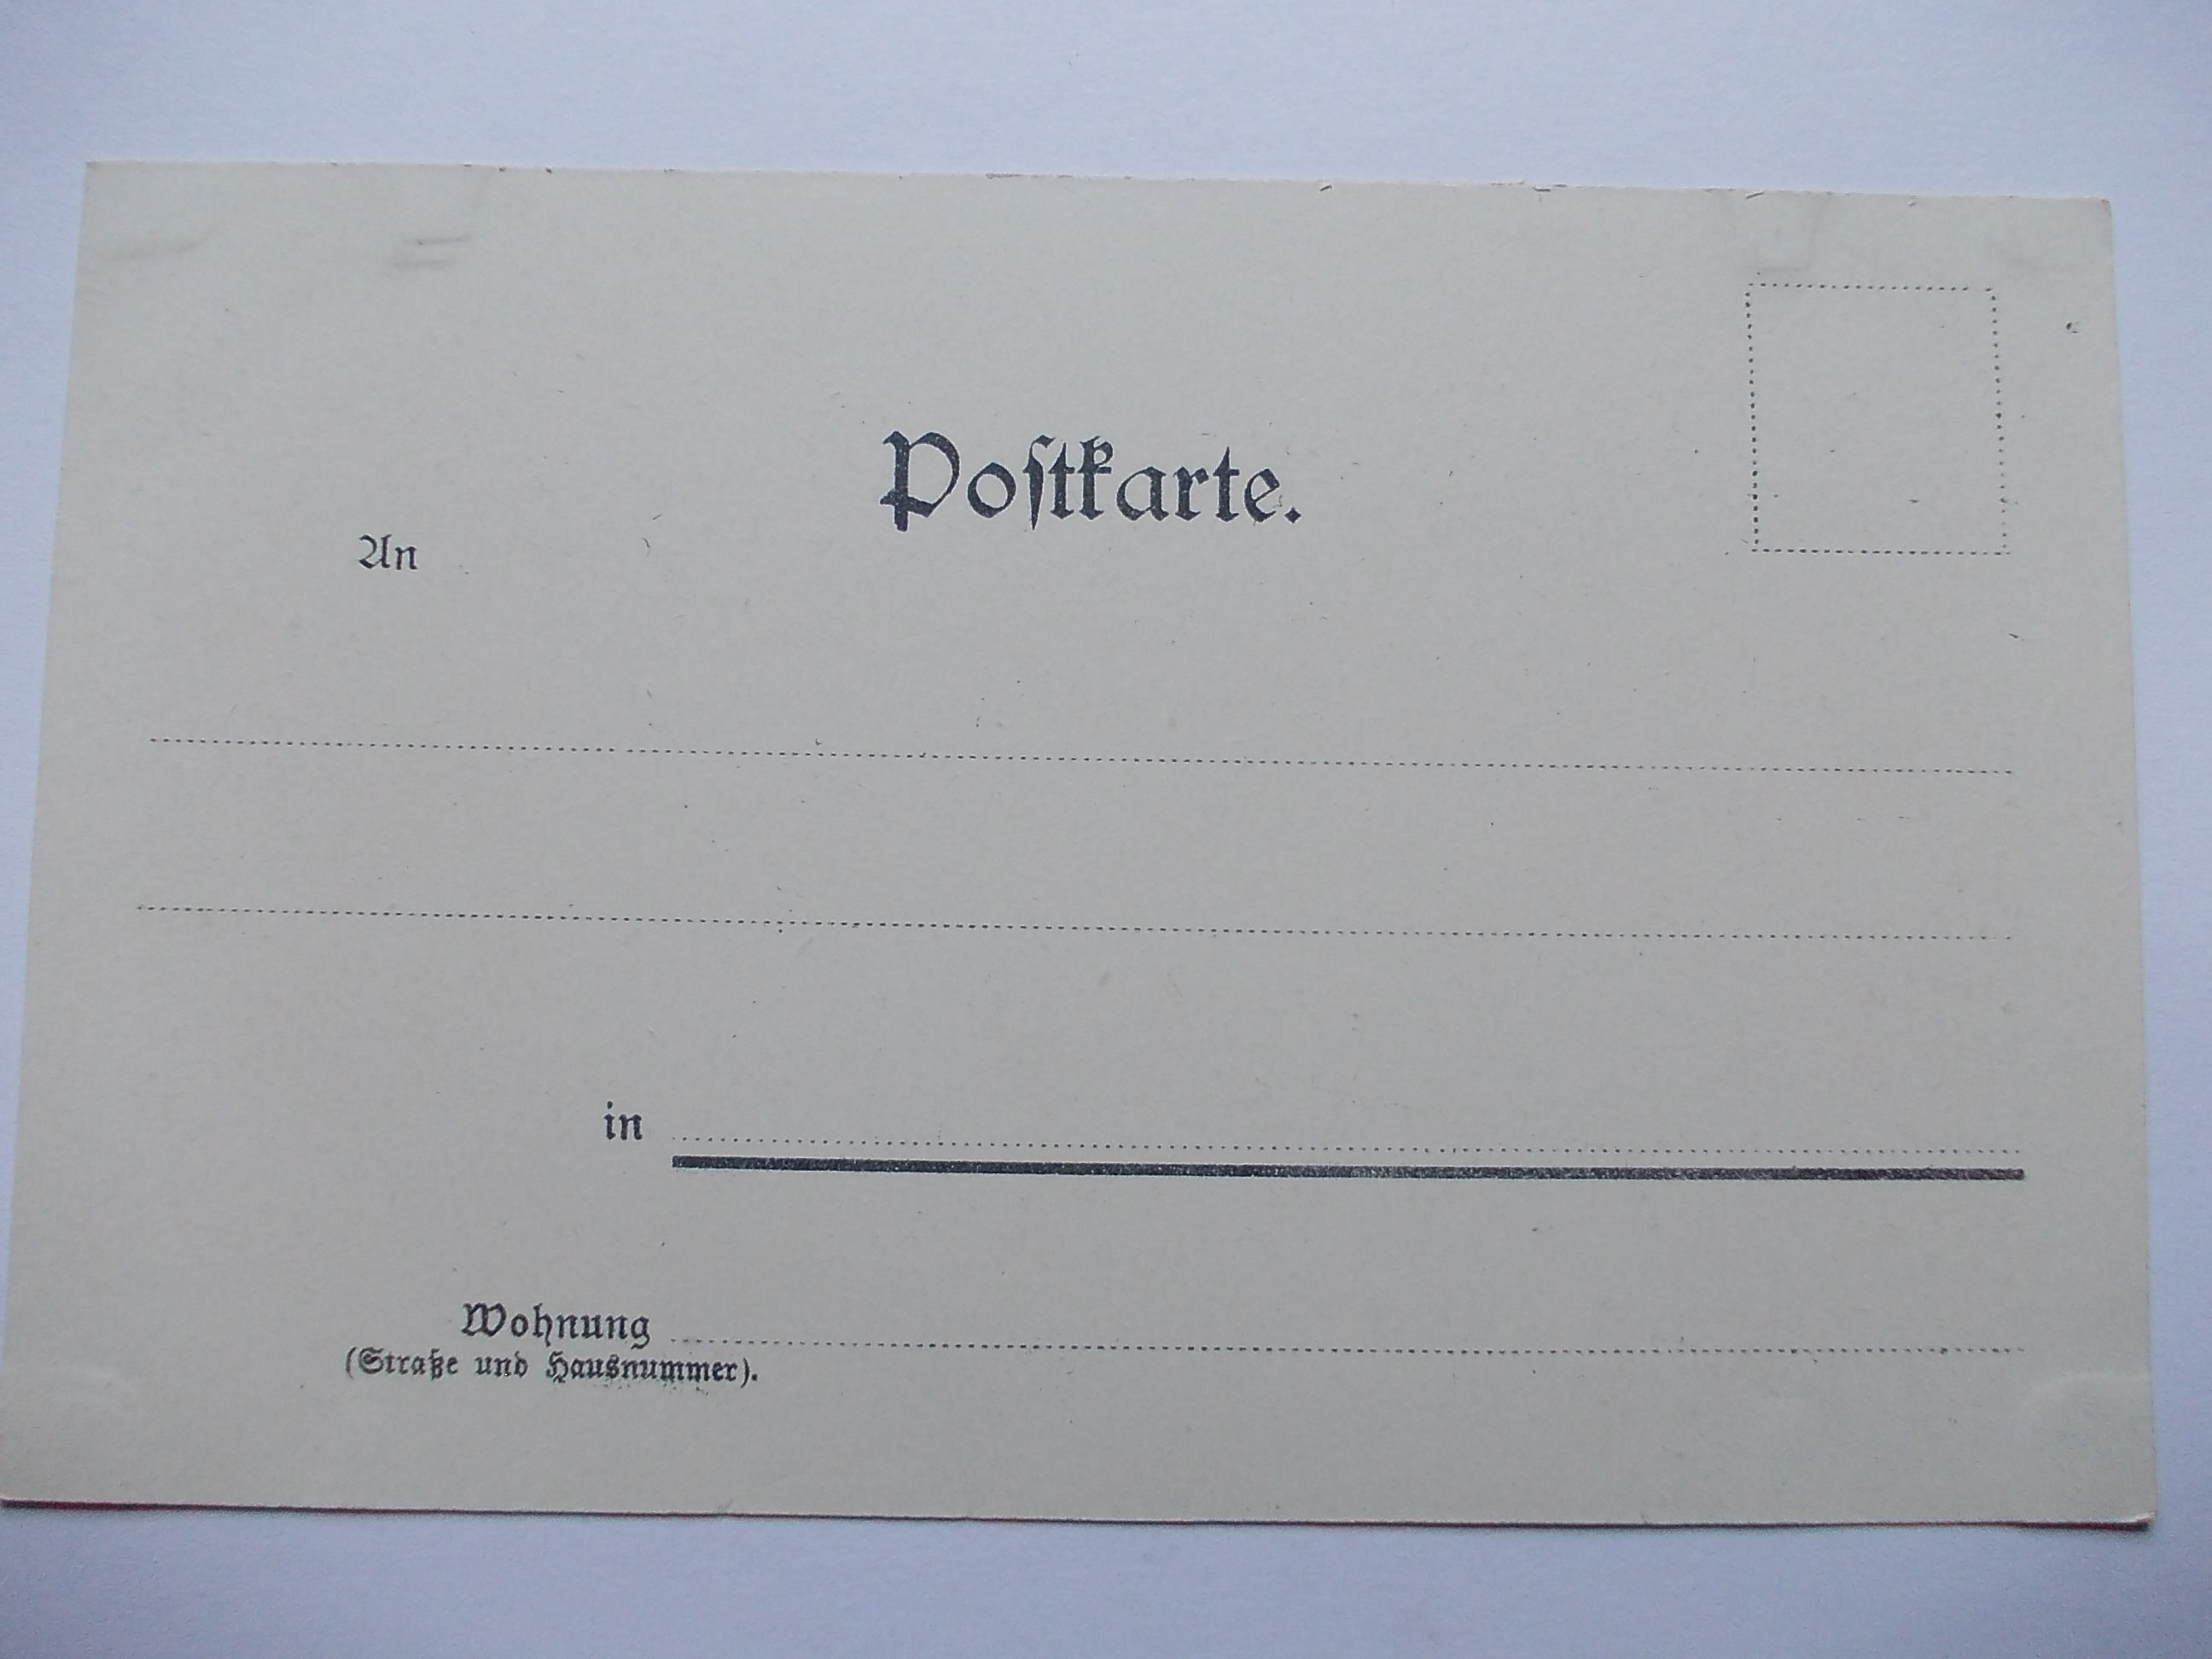 Postkarte.
An
in
Wohnung
(Straße und Hausnummer).